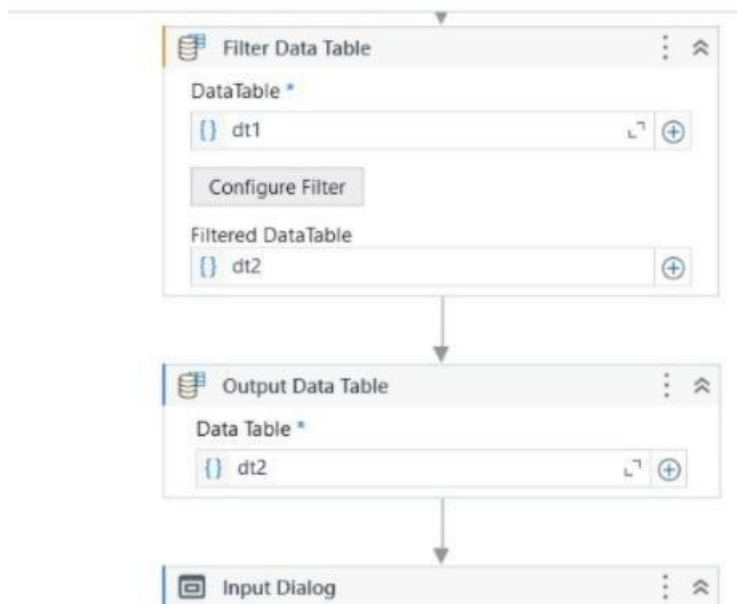 Filter Data Table
DataTable *
{} dt1
Configure Filter
Filtered DataTable
{} dt2
Output Data Table
Data Table *
{} dt2
Input Dialog